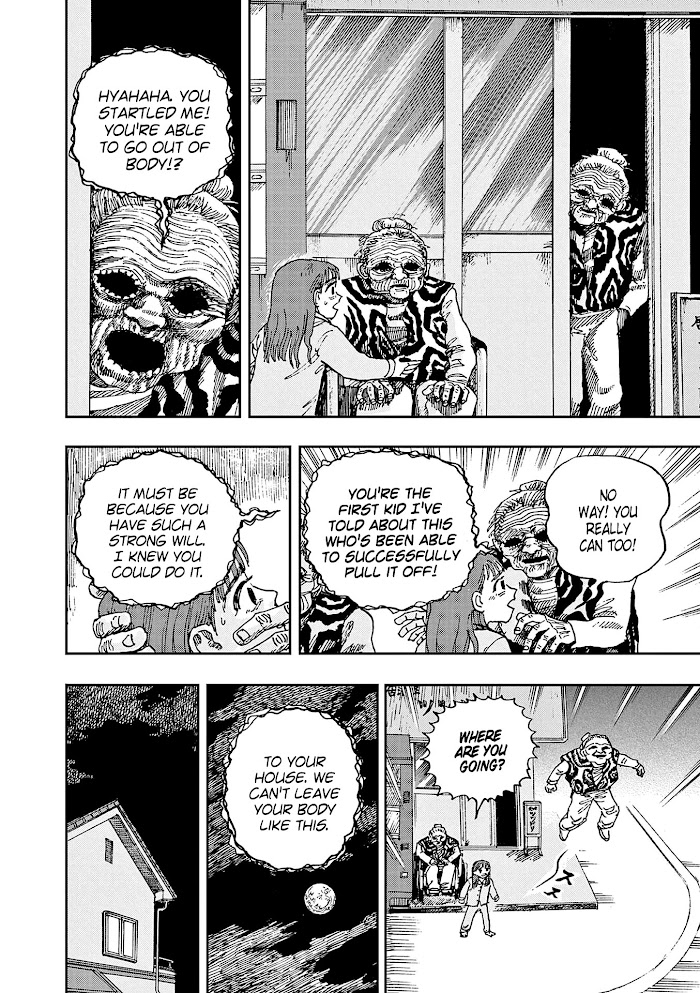 NO
WAY! YOU
REALLY
CAN TOO!
YOU'RE THE
FIRST KID I'VE
TOLD ABOUT THIS
WHO'S BEEN ABLE
TO SUCCESSFULLY
PULL IT OFF!
IT MUST BE
BECAUSE YOU
HAVE SUCH A
STRONG WILL.
I KNEW YOU
COULD DO IT.
HYAHAHA. YOU
STARTLED ME!
YOU'RE ABLE
TO GO OUT OF
BODY!?
WHERE
ARE YOU
GOING?
スゥ
TO YOUR
HOUSE. WE
CAN'T LEAVE
YOUR BODY
LIKE THIS.